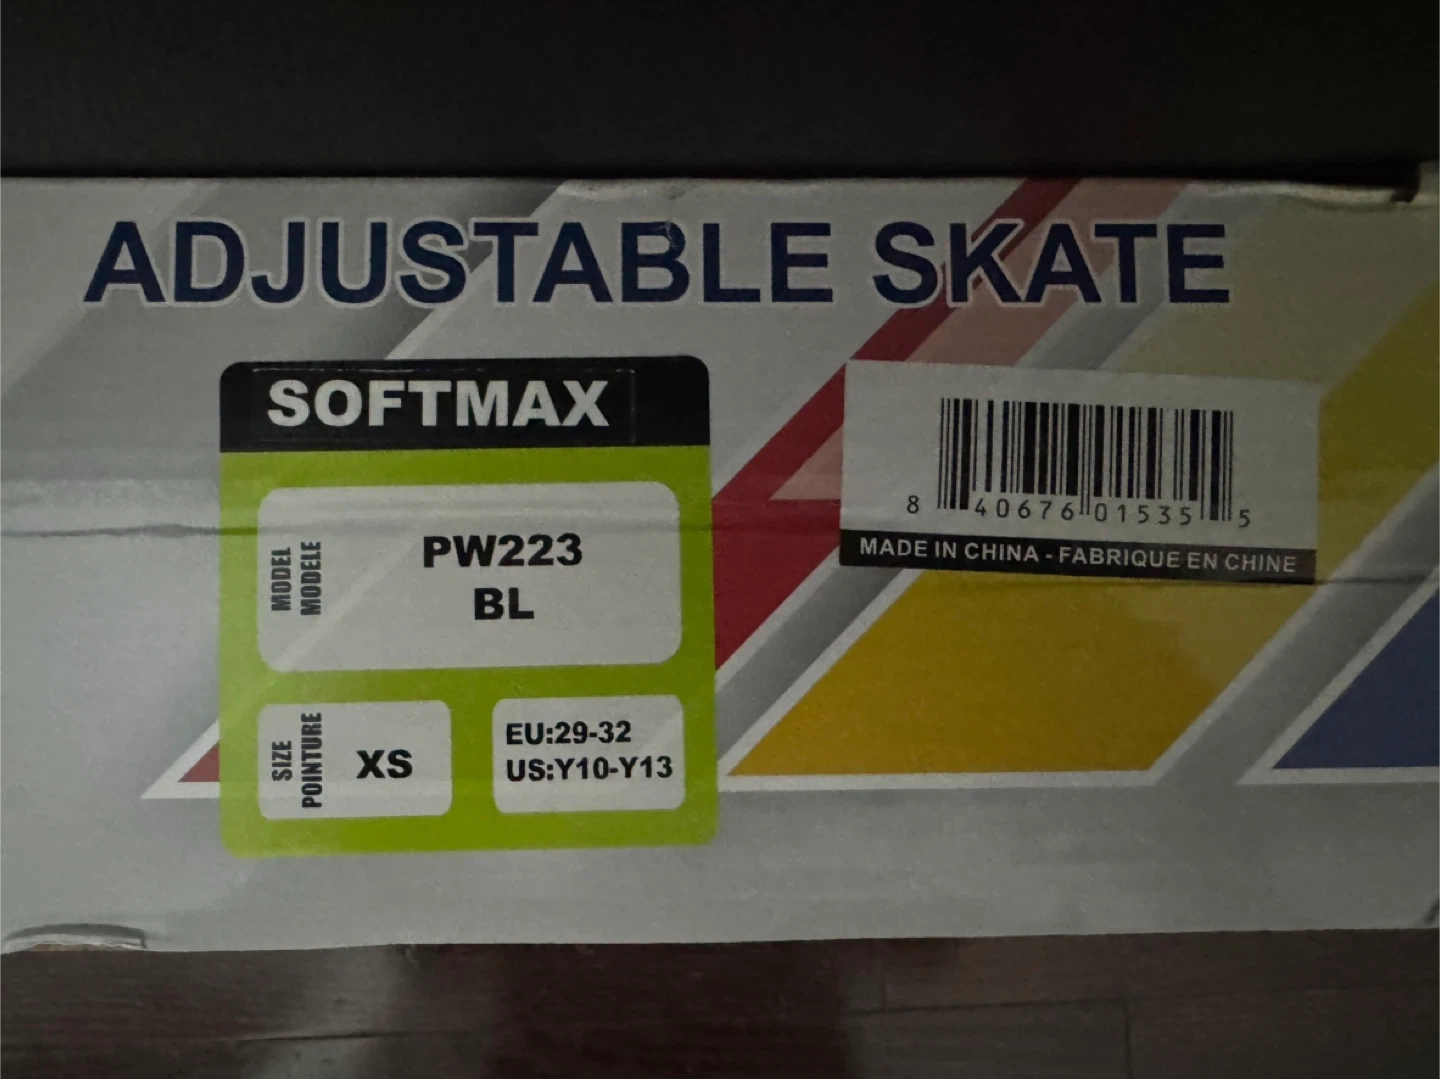 ADJUSTABLE SKATE
SOFTMAX
MODEL
MODELE
PW223
BL
SIZE
POINTURE
XS
EU:29-32
US:Y10-Y13
8 40676 01535 5
MADE IN CHINA - FABRIQUE EN CHINE